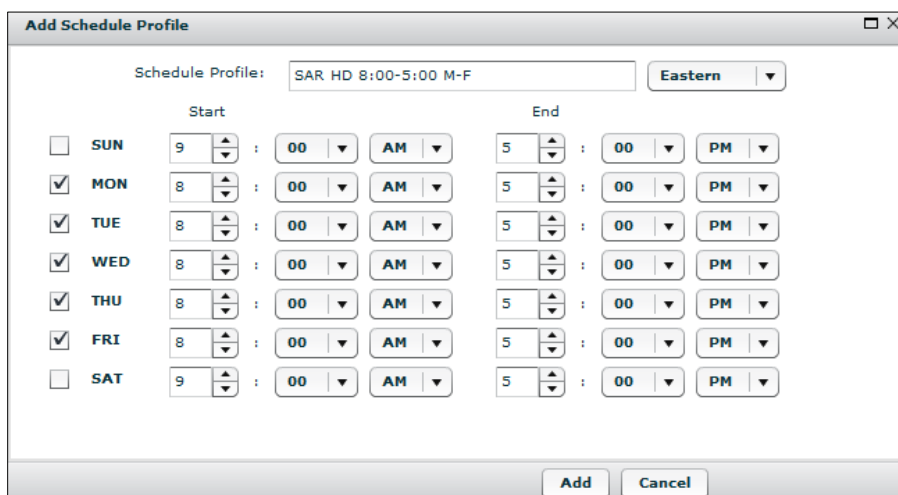 Add Schedule Profile
Schedule Profile: SAR HD 8:00-5:00 M-F Eastern
Start End
SUN 9 : 00 AM 5 : 00 PM
MON 8 : 00 AM 5 : 00 PM
TUE 8 : 00 AM 5 : 00 PM
WED 8 : 00 AM 5 : 00 PM
THU 8 : 00 AM 5 : 00 PM
FRI 8 : 00 AM 5 : 00 PM
SAT 9 : 00 AM 5 : 00 PM
Add Cancel